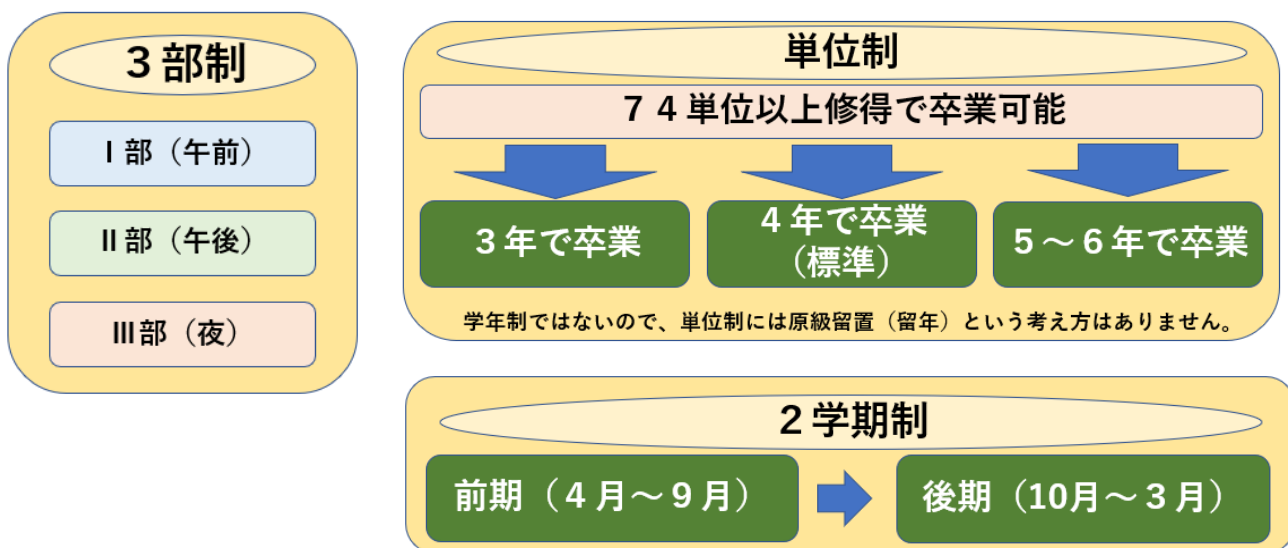 ３部制
Ⅰ部（午前）
Ⅱ部（午後）
Ⅲ部（夜）
単位制
７４単位以上修得で卒業可能
３年で卒業
４年で卒業
（標準）
５～６年で卒業
学年制ではないので、単位制には原級留置（留年）という考え方はありません。
２学期制
前期（４月～９月）
後期（10月～３月）